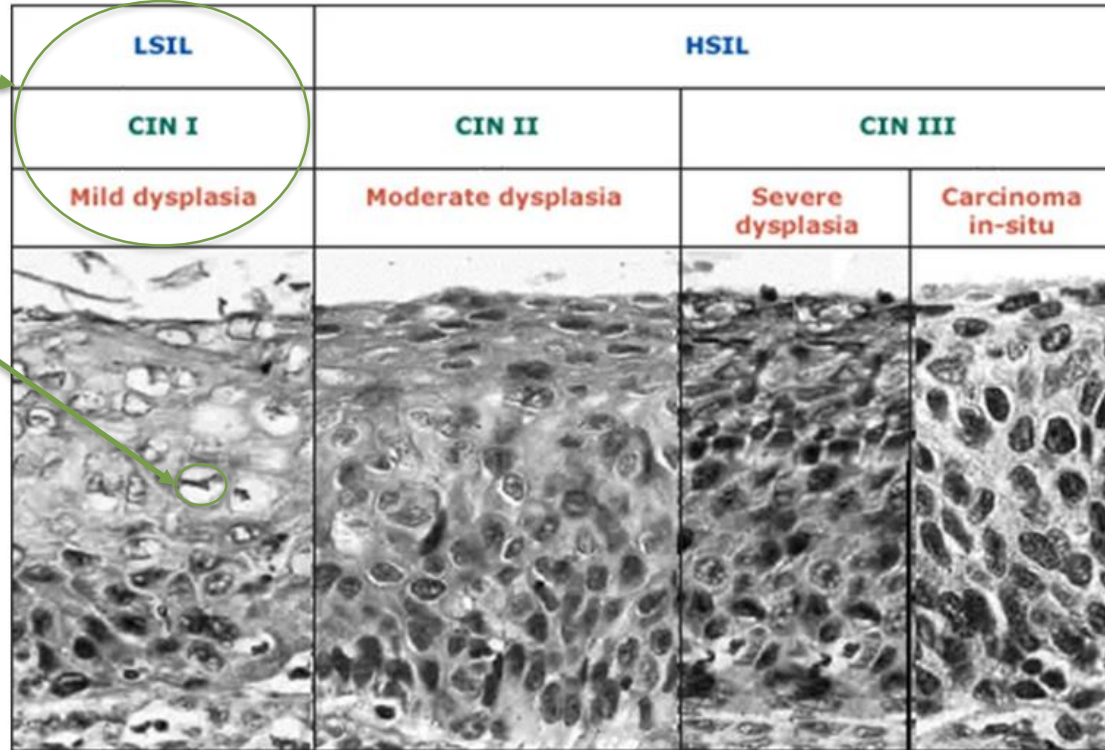 LSIL
HSIL
CIN I
CIN II
CIN III
Mild dysplasia
Moderate dysplasia
Severe
dysplasia
Carcinoma
in-situ